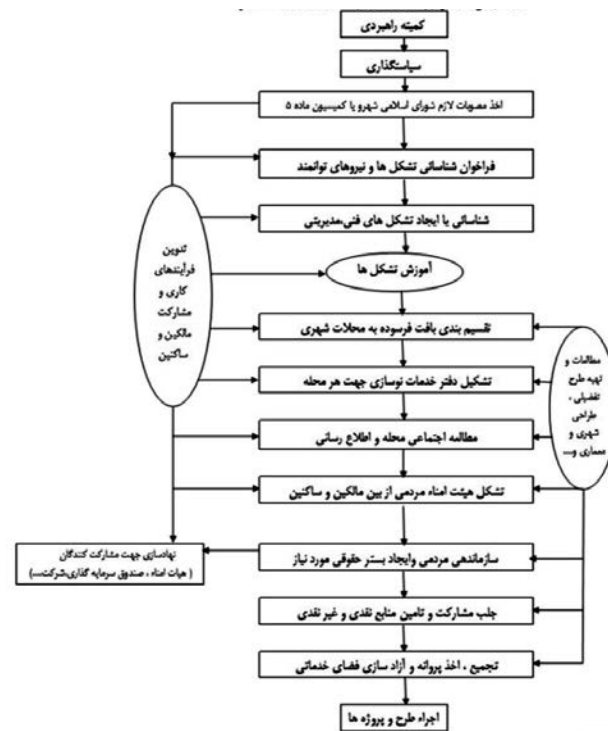 کمیته راهبردی
سیاستگذاری
اخذ مصوبات لازم شورای اسلامی شهر و یا کمیسیون ماده ۵
فراخوان شناسائی تشکل ها و نیروهای توانمند
شناسائی یا ایجاد تشکل های فنی،مدیریتی
آموزش تشکل ها
تدوین
فرآیندهای
کاری و
مشارکت
مالکین و
ساکنین
تقسیم بندی بافت فرسوده به محلات شهری
تشکیل دفتر خدمات نوسازی جهت هر محله
مطالعه اجتماعی محله و اطلاع رسانی
تشکل هیئت امناء مردمی از بین مالکین و ساکنین
مطالعات و
تهیه طرح
تفضیلی ،
طراحی
شهری و
معماری و...
سازماندهی مردمی وایجاد بستر حقوقی مورد نیاز
نهادسازی جهت مشارکت کنندگان
( هیات امناء ، صندوق سرمایه گذاری،شرکت....)
جلب مشارکت و تامین منابع نقدی و غیر نقدی
تجمیع ، اخذ پروانه و آزاد سازی فضای خدماتی
اجراء طرح و پروژه ها